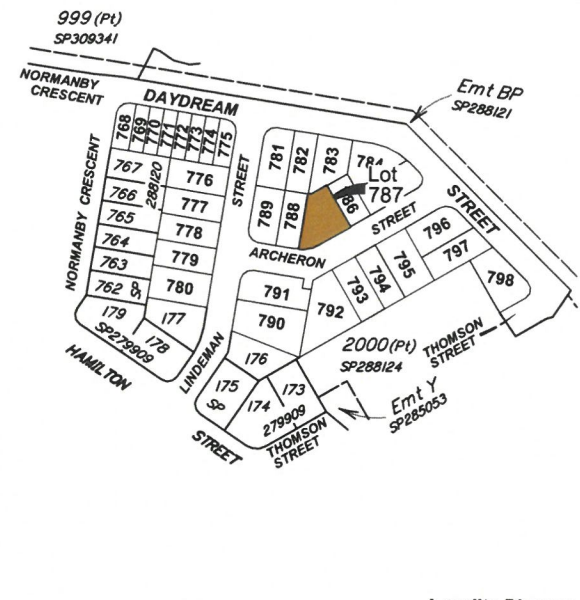 999 (Pt)
SP309341
NORMANBY
CRESCENT
DAYDREAM
Emt BP
SP288121
768
769
770
771
772
773
774
775
NORMANBY CRESCENT
767
766
765
764
763
762
SP
288120
776
777
778
779
780
STREET
781
782
783
784
Lot
787
786
789
788
ARCHERON
STREET
STREET
796
797
798
795
794
793
792
791
790
179
SP279909
178
177
HAMILTON
LINDEMAN
176
175
SP
174
173
279909
2000 (Pt)
SP288124
THOMSON
STREET
Emt Y
SP285053
THOMSON
STREET
STREET